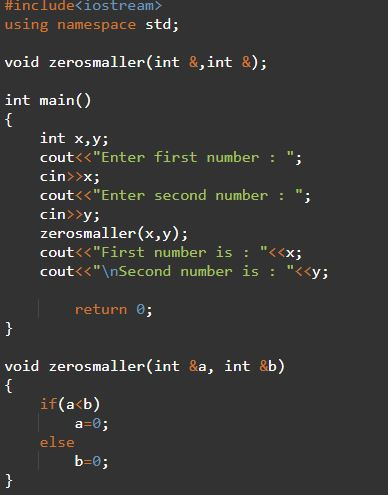 #include<iostream>
using namespace std;
void zerosmaller(int &,int &);
int main()
{
int x,y;
cout<<"Enter first number : ";
cin>>x;
cout<<"Enter second number : ";
cin>>y;
zerosmaller(x,y);
cout<<"First number is : "<<x;
cout<<"\nSecond number is : "<<y;
return 0;
}
void zerosmaller(int &a, int &b)
{
if(a<b)
a=0;
else
b=0;
}